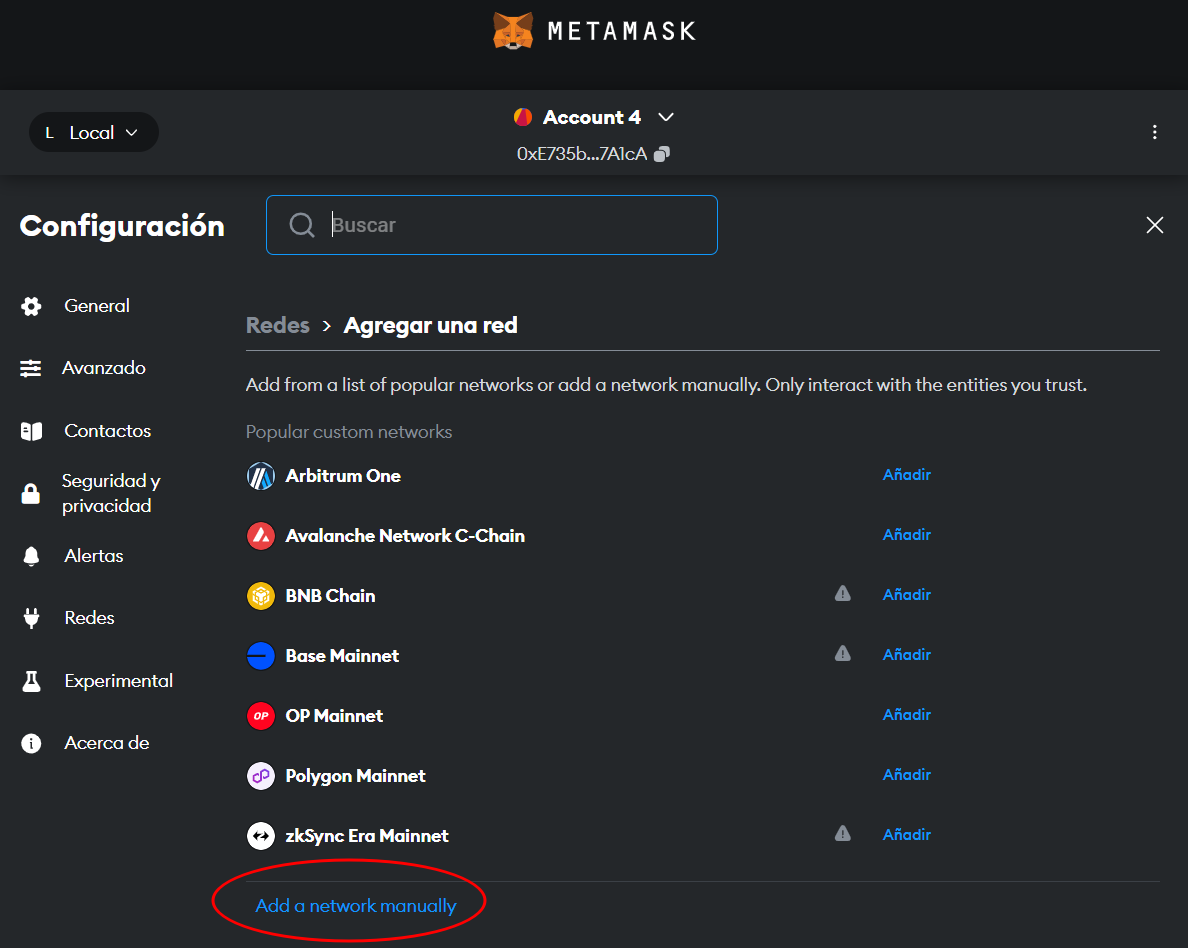 METAMASK
L Local
Account 4
0xE735b...7A1cA
Configuración
Buscar
General
Avanzado
Contactos
Seguridad y
privacidad
Alertas
Redes
Experimental
Acerca de
Redes > Agregar una red
Add from a list of popular networks or add a network manually. Only interact with the entities you trust.
Popular custom networks
Arbitrum One Añadir
Avalanche Network C-Chain Añadir
BNB Chain Añadir
Base Mainnet Añadir
OP OP Mainnet Añadir
Polygon Mainnet Añadir
zkSync Era Mainnet Añadir
Add a network manually